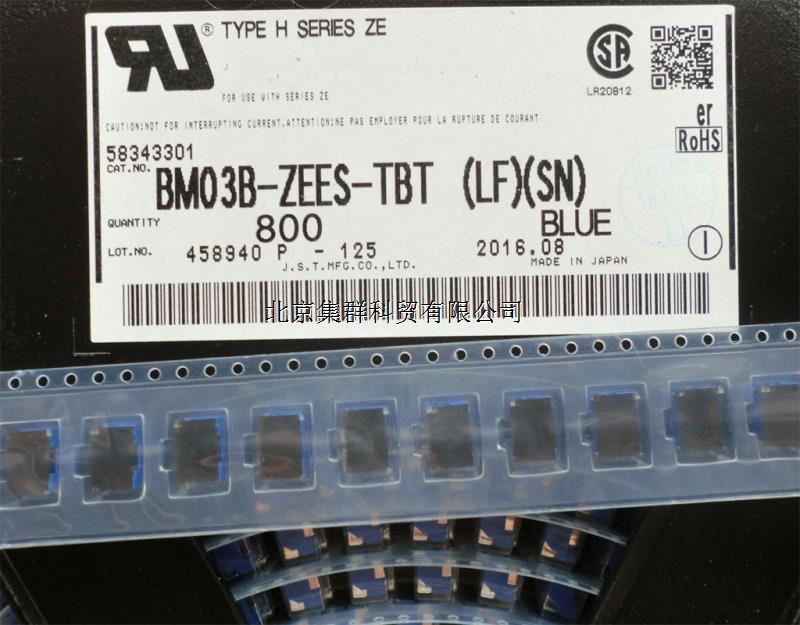 ® TYPE H SERIES ZE
FOR USE WITH SERIES ZE
LR20812
CAUTION:NOT FOR INTERRUPTING CURRENT.ATTENTION:NE PAS EMPLOYER POUR LA RUPTURE DE COURANT
er
RoHS
58343301
CAT.NO. BM03B-ZEES-TBT (LF)(SN)
QUANTITY 800 BLUE
LOT.NO. 458940 P - 125 2016.08
J.S.T.MFG.CO.,LTD. MADE IN JAPAN
RoHS
1
北京集群科贸有限公司